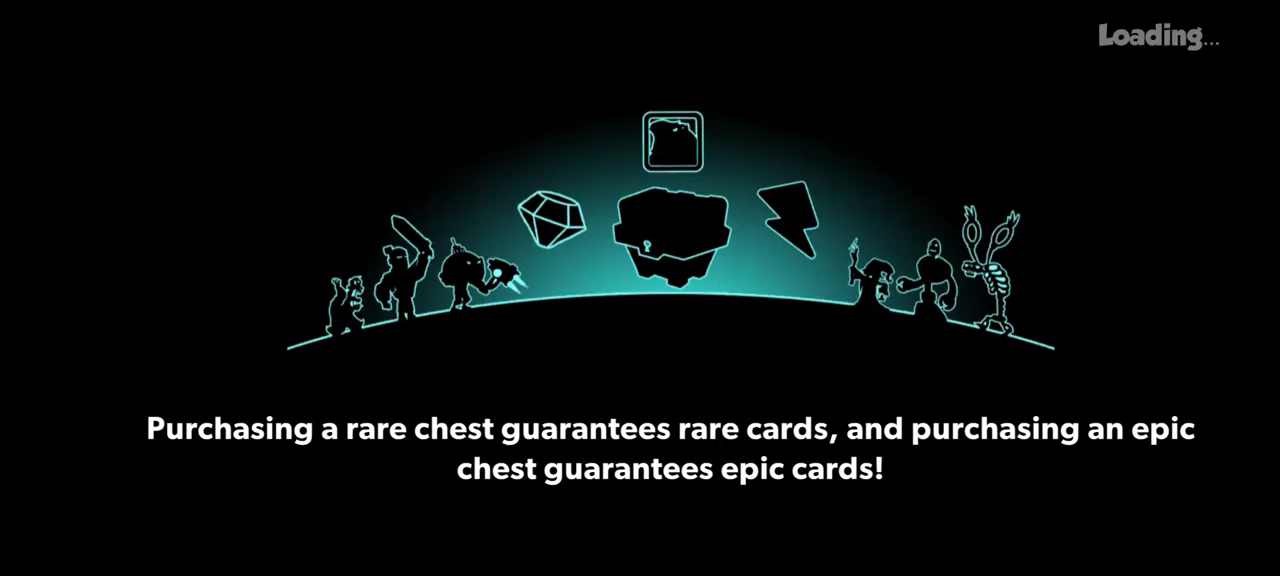 Loading...
Purchasing a rare chest guarantees rare cards, and purchasing an epic
chest guarantees epic cards!